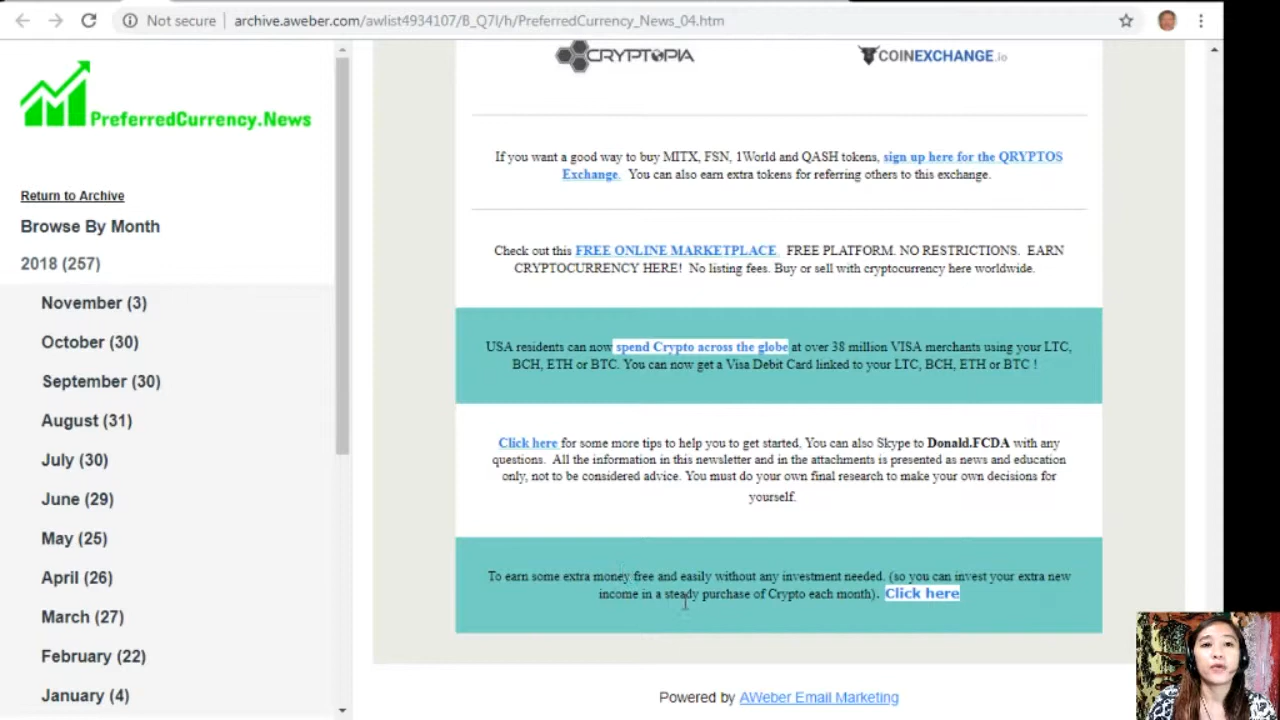 Not secure
archive.aweber.com/awlist4934107/B_Q7I/h/PreferredCurrency_News_04.htm
PreferredCurrency.News
Return to Archive
Browse By Month
2018 (257)
November (3)
October (30)
September (30)
August (31)
July (30)
June (29)
May (25)
April (26)
March (27)
February (22)
January (4)
CRYPTOPIA
COINEXCHANGE.io
If you want a good way to buy MITX, FSN, 1World and QASH tokens, sign up here for the QRYPTOS
Exchange. You can also earn extra tokens for referring others to this exchange.
Check out this FREE ONLINE MARKETPLACE. FREE PLATFORM. NO RESTRICTIONS. EARN
CRYPTOCURRENCY HERE! No listing fees. Buy or sell with cryptocurrency here worldwide.
USA residents can now spend Crypto across the globe at over 38 million VISA merchants using your LTC,
BCH, ETH or BTC. You can now get a Visa Debit Card linked to your LTC, BCH, ETH or BTC !
Click here for some more tips to help you to get started. You can also Skype to Donald.FCDA with any
questions. All the information in this newsletter and in the attachments is presented as news and education
only, not to be considered advice. You must do your own final research to make your own decisions for
yourself.
To earn some extra money free and easily without any investment needed. (so you can invest your extra new
income in a steady purchase of Crypto each month). Click here
Powered by AWeber Email Marketing